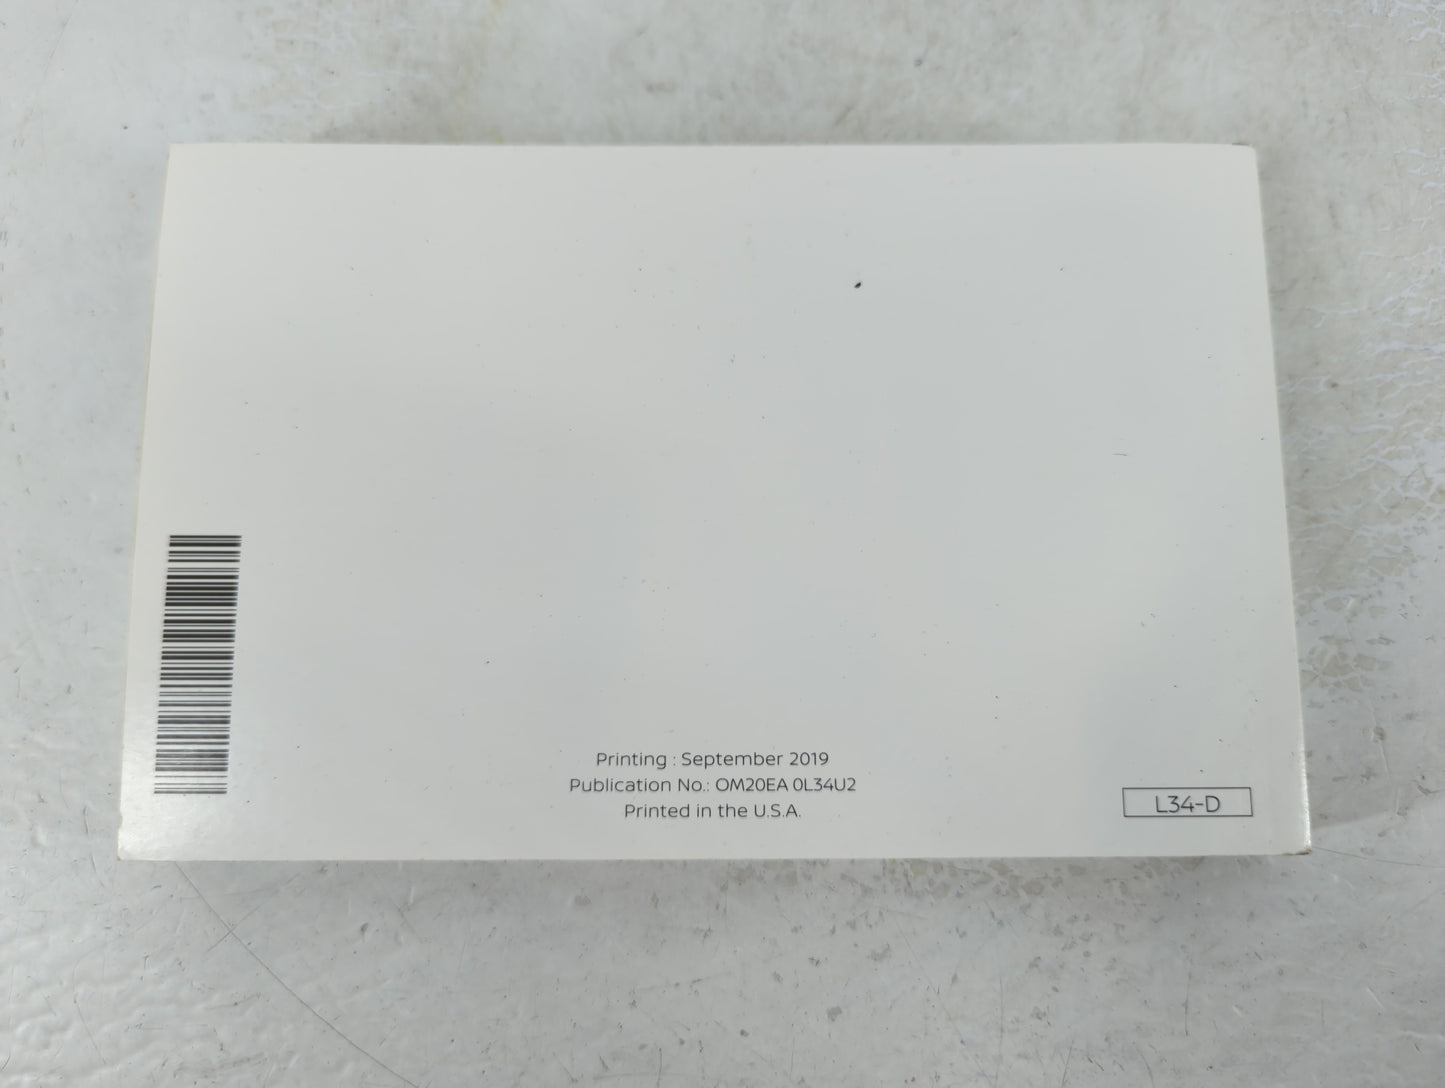 Printing : September 2019
Publication No.: OM20EA 0L34U2
Printed in the U.S.A.
L34-D